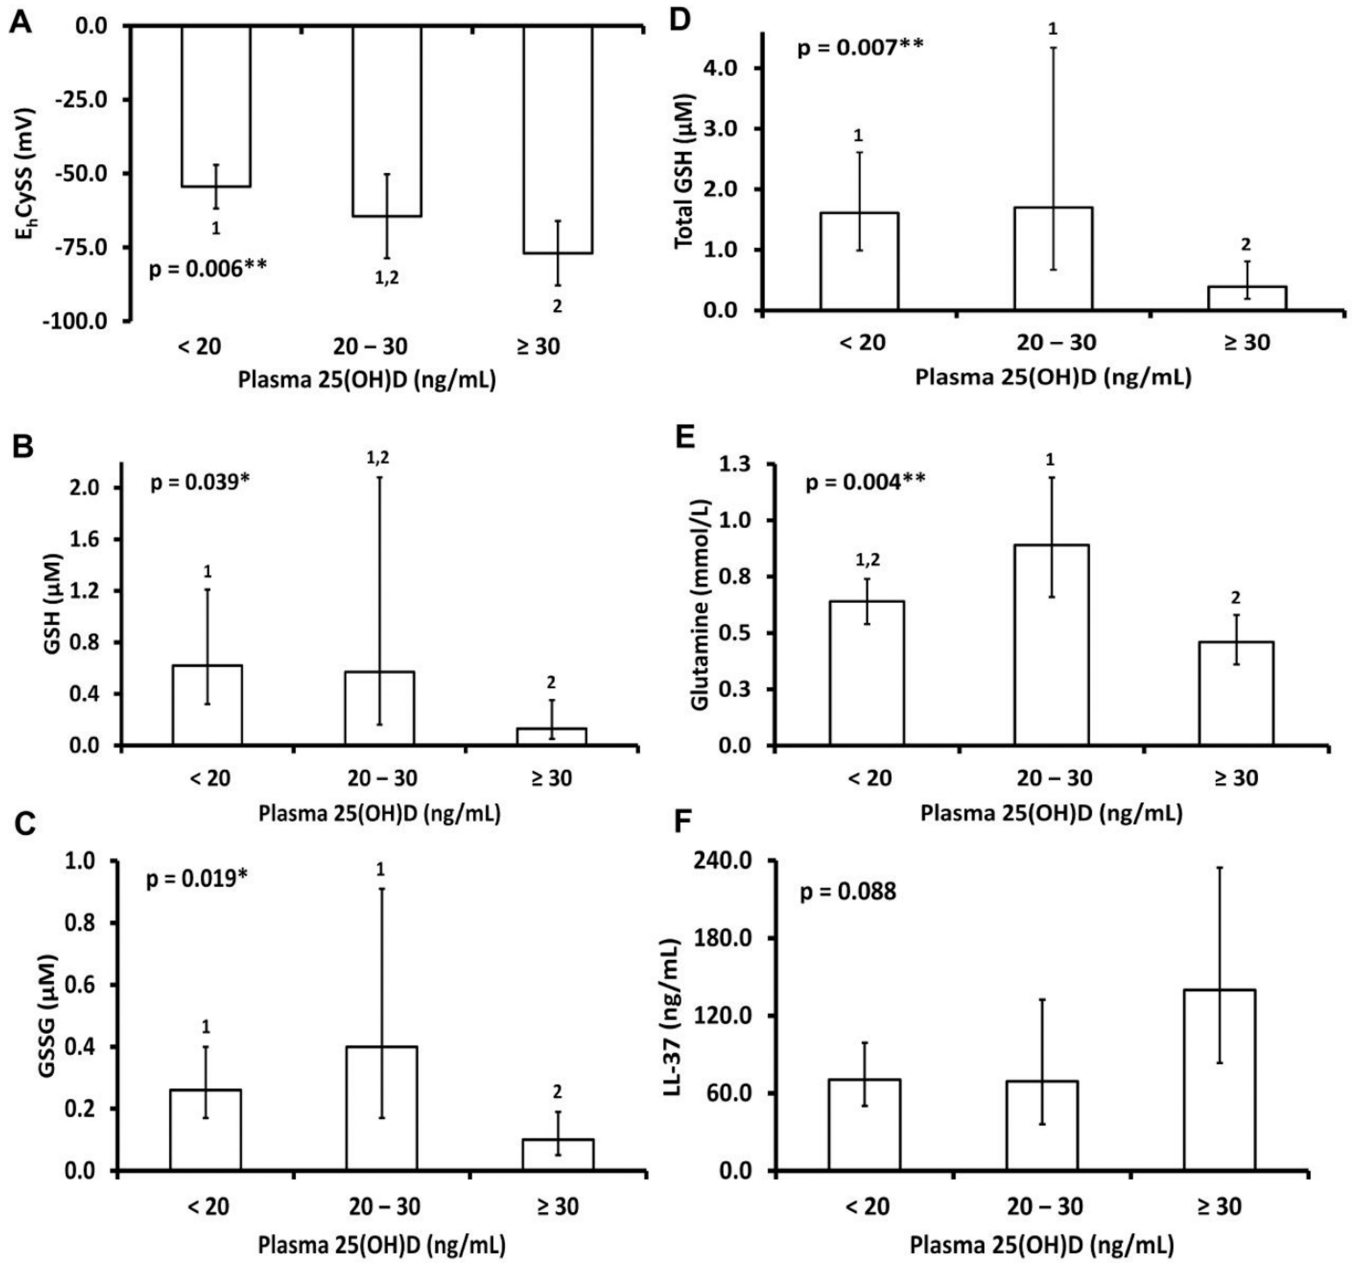 A
0.0
-25.0
-50.0
-75.0
-100.0
EhCySS (mV)
1
1,2
2
p = 0.006**
< 20
20 – 30
≥ 30
Plasma 25(OH)D (ng/mL)
D
p = 0.007**
4.0
3.0
2.0
1.0
0.0
Total GSH (µM)
1
1
2
< 20
20 – 30
≥ 30
Plasma 25(OH)D (ng/mL)
B
p = 0.039*
2.0
1.6
1.2
0.8
0.4
0.0
GSH (µM)
1
1,2
2
< 20
20 – 30
≥ 30
Plasma 25(OH)D (ng/mL)
E
p = 0.004**
1.3
1.0
0.8
0.5
0.3
0.0
Glutamine (mmol/L)
1,2
1
2
< 20
20 – 30
≥ 30
Plasma 25(OH)D (ng/mL)
C
p = 0.019*
1.0
0.8
0.6
0.4
0.2
0.0
GSSG (µM)
1
1
2
< 20
20 – 30
≥ 30
Plasma 25(OH)D (ng/mL)
F
p = 0.088
240.0
180.0
120.0
60.0
0.0
LL-37 (ng/mL)
< 20
20 – 30
≥ 30
Plasma 25(OH)D (ng/mL)